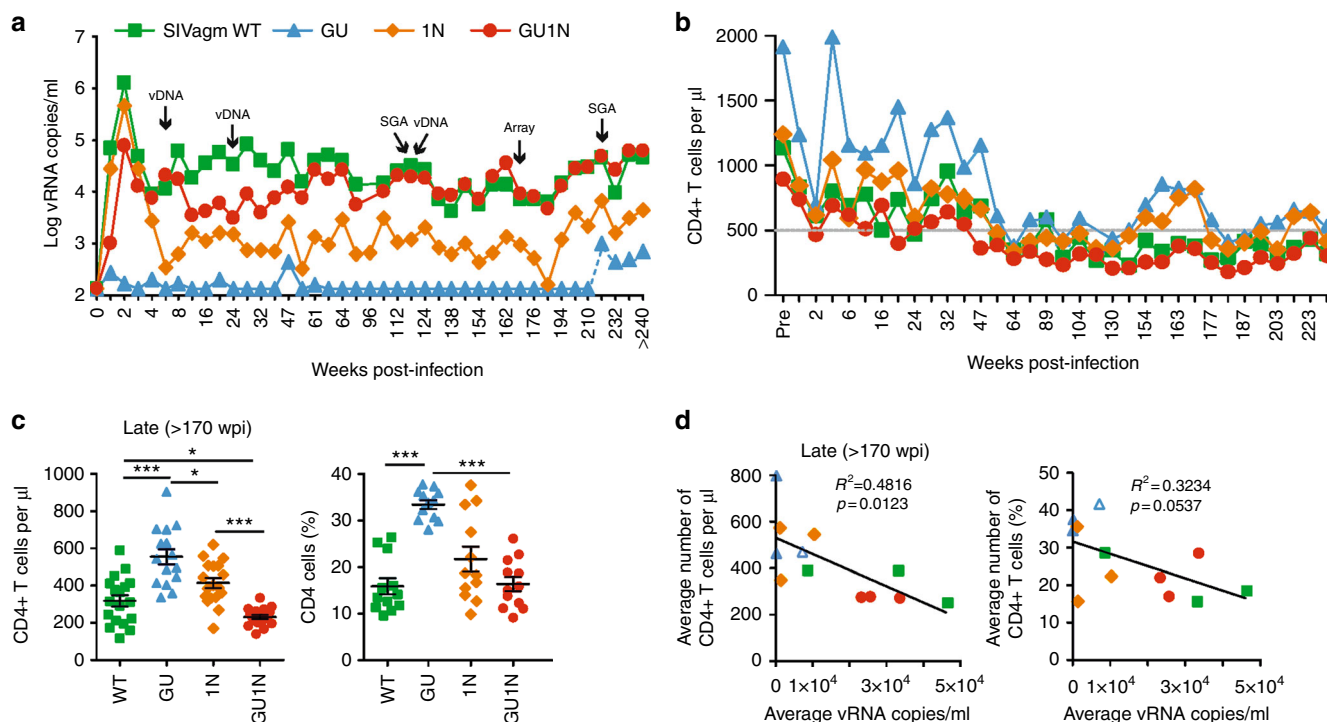 a
SIVagm WT GU 1N GU1N
7
6
5
4
3
2
Log vRNA copies/ml
vDNA
vDNA
SGA vDNA
Array
SGA
0 2 4 8 16 24 32 47 61 64 96 112 124 138 154 162 176 194 210 232 >240
Weeks post-infection
b
2000
1500
1000
500
0
CD4+ T cells per µl
Pre 2 6 16 24 32 47 64 89 104 130 154 163 177 187 203 223
Weeks post-infection
c
Late (>170 wpi)
*
*** *
***
1000
800
600
400
200
0
CD4+ T cells per µl
WT GU 1N GU1N
*** ***
40
30
20
10
0
CD4 cells (%)
WT GU 1N GU1N
d
Late (>170 wpi)
R²=0.4816
p=0.0123
800
600
400
200
0
Average number of
CD4+ T cells per µl
0 1×10⁴ 3×10⁴ 5×10⁴
Average vRNA copies/ml
R²=0.3234
p=0.0537
50
40
30
20
10
0
Average number of
CD4+ T cells (%)
0 1×10⁴ 3×10⁴ 5×10⁴
Average vRNA copies/ml